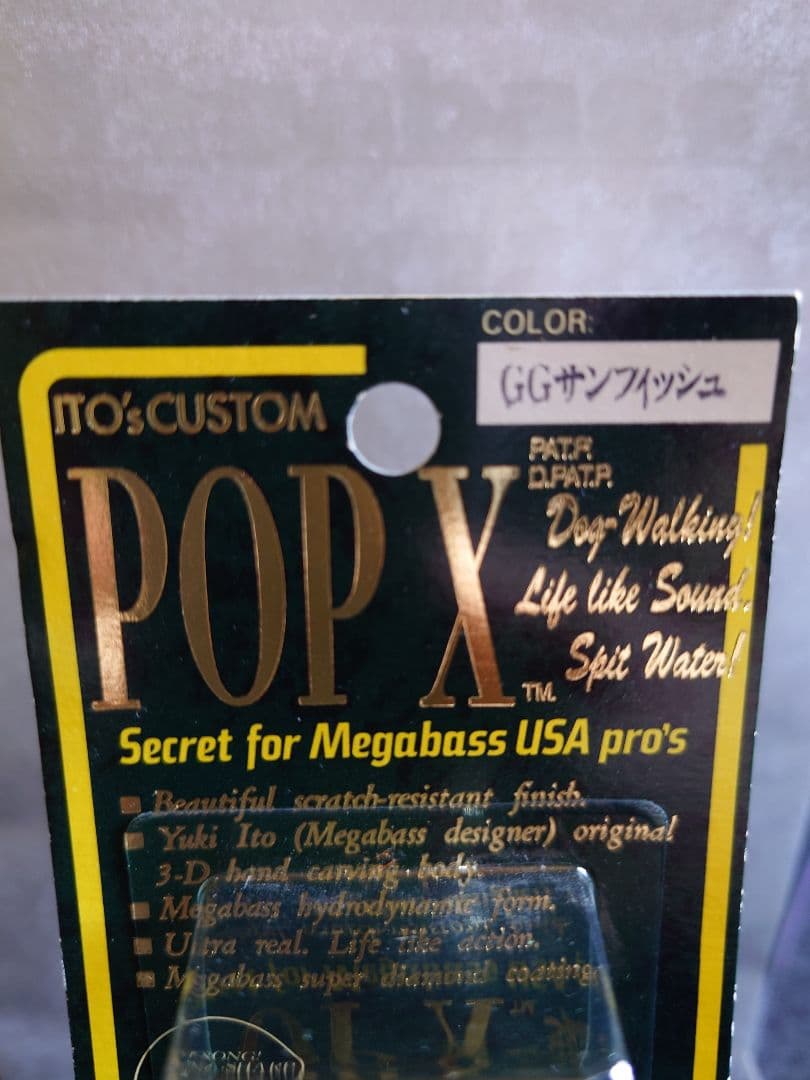 COLOR:
GGサンフィッシュ
ITO'sCUSTOM
PAT.P.
D.PAT.P.
POP X TM.
Dog-Walking!
Life like Sound.
Spit Water!
Secret for Megabass USA pro's
Beautiful scratch-resistant finish.
Yuki Ito (Megabass designer) original
3-D hand carving body.
Megabass hydrodynamic form.
Ultra real. Life like action.
Megabass super diamond coating.